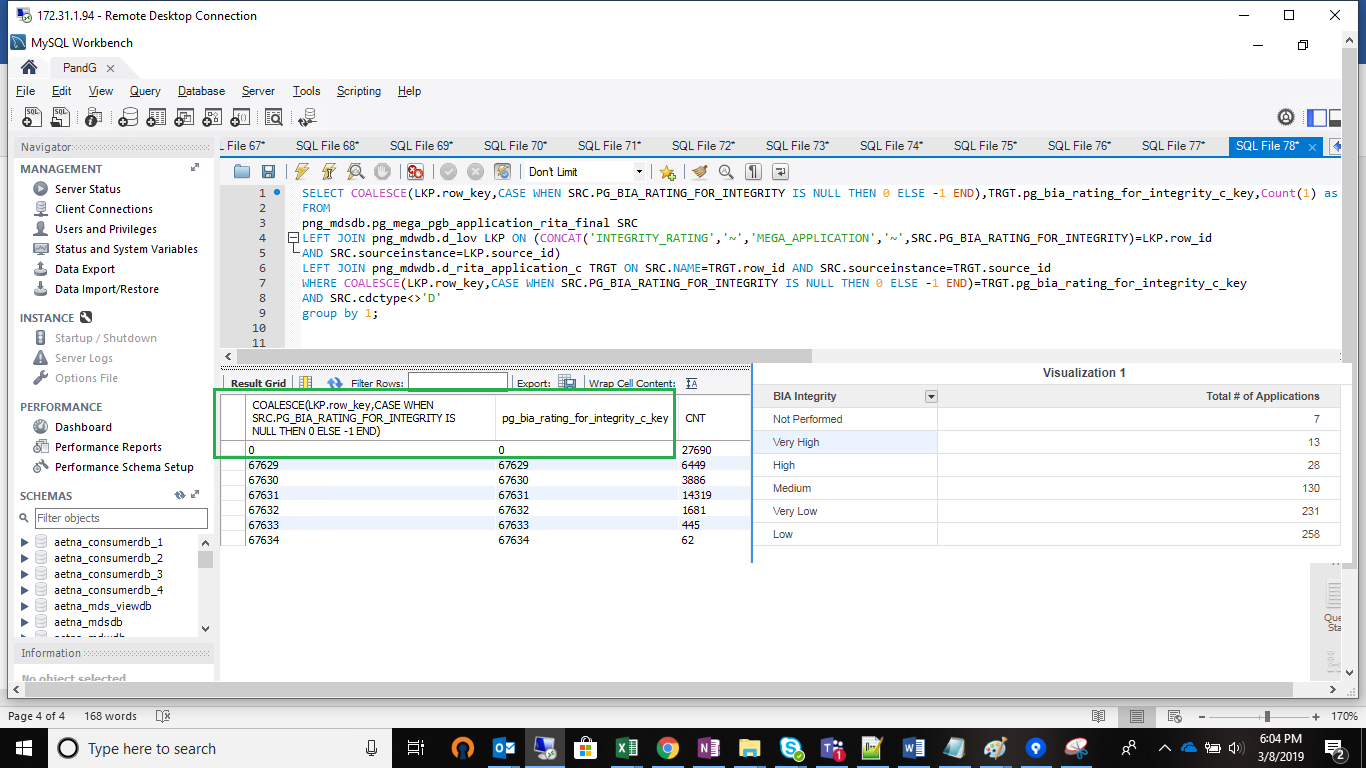 172.31.1.94 - Remote Desktop Connection
MySQL Workbench
PandG
File Edit View Query Database Server Tools Scripting Help
Navigator
MANAGEMENT
Server Status
Client Connections
Users and Privileges
Status and System Variables
Data Export
Data Import/Restore
INSTANCE
Startup / Shutdown
Server Logs
Options File
PERFORMANCE
Dashboard
Performance Reports
Performance Schema Setup
SCHEMAS
Filter objects
aetna_consumerdb_1
aetna_consumerdb_2
aetna_consumerdb_3
aetna_consumerdb_4
aetna_mds_viewdb
aetna_mdsdb
aetna_mdwdb
Information
No object selected
L File 67* SQL File 68* SQL File 69* SQL File 70* SQL File 71* SQL File 72* SQL File 73* SQL File 74* SQL File 75* SQL File 76* SQL File 77* SQL File 78*
Don't Limit
1 SELECT COALESCE(LKP.row_key,CASE WHEN SRC.PG_BIA_RATING_FOR_INTEGRITY IS NULL THEN 0 ELSE -1 END),TRGT.pg_bia_rating_for_integrity_c_key,Count(1) as
2 FROM
3 png_mdsdb.pg_mega_pgb_application_rita_final SRC
4 LEFT JOIN png_mdwdb.d_lov LKP ON (CONCAT('INTEGRITY_RATING','~','MEGA_APPLICATION','~',SRC.PG_BIA_RATING_FOR_INTEGRITY)=LKP.row_id
5 AND SRC.sourceinstance=LKP.source_id)
6 LEFT JOIN png_mdwdb.d_rita_application_c TRGT ON SRC.NAME=TRGT.row_id AND SRC.sourceinstance=TRGT.source_id
7 WHERE COALESCE(LKP.row_key,CASE WHEN SRC.PG_BIA_RATING_FOR_INTEGRITY IS NULL THEN 0 ELSE -1 END)=TRGT.pg_bia_rating_for_integrity_c_key
8 AND SRC.cdctype<>'D'
9 group by 1;
10
11
Result Grid Filter Rows: Export: Wrap Cell Content:
COALESCE(LKP.row_key,CASE WHEN
SRC.PG_BIA_RATING_FOR_INTEGRITY IS
NULL THEN 0 ELSE -1 END)
pg_bia_rating_for_integrity_c_key CNT
0 0 27690
67629 67629 6449
67630 67630 3886
67631 67631 14319
67632 67632 1681
67633 67633 445
67634 67634 62
Visualization 1
BIA Integrity Total # of Applications
Not Performed 7
Very High 13
High 28
Medium 130
Very Low 231
Low 258
Page 4 of 4 168 words 170%
Type here to search
1
6:04 PM
3/8/2019
2